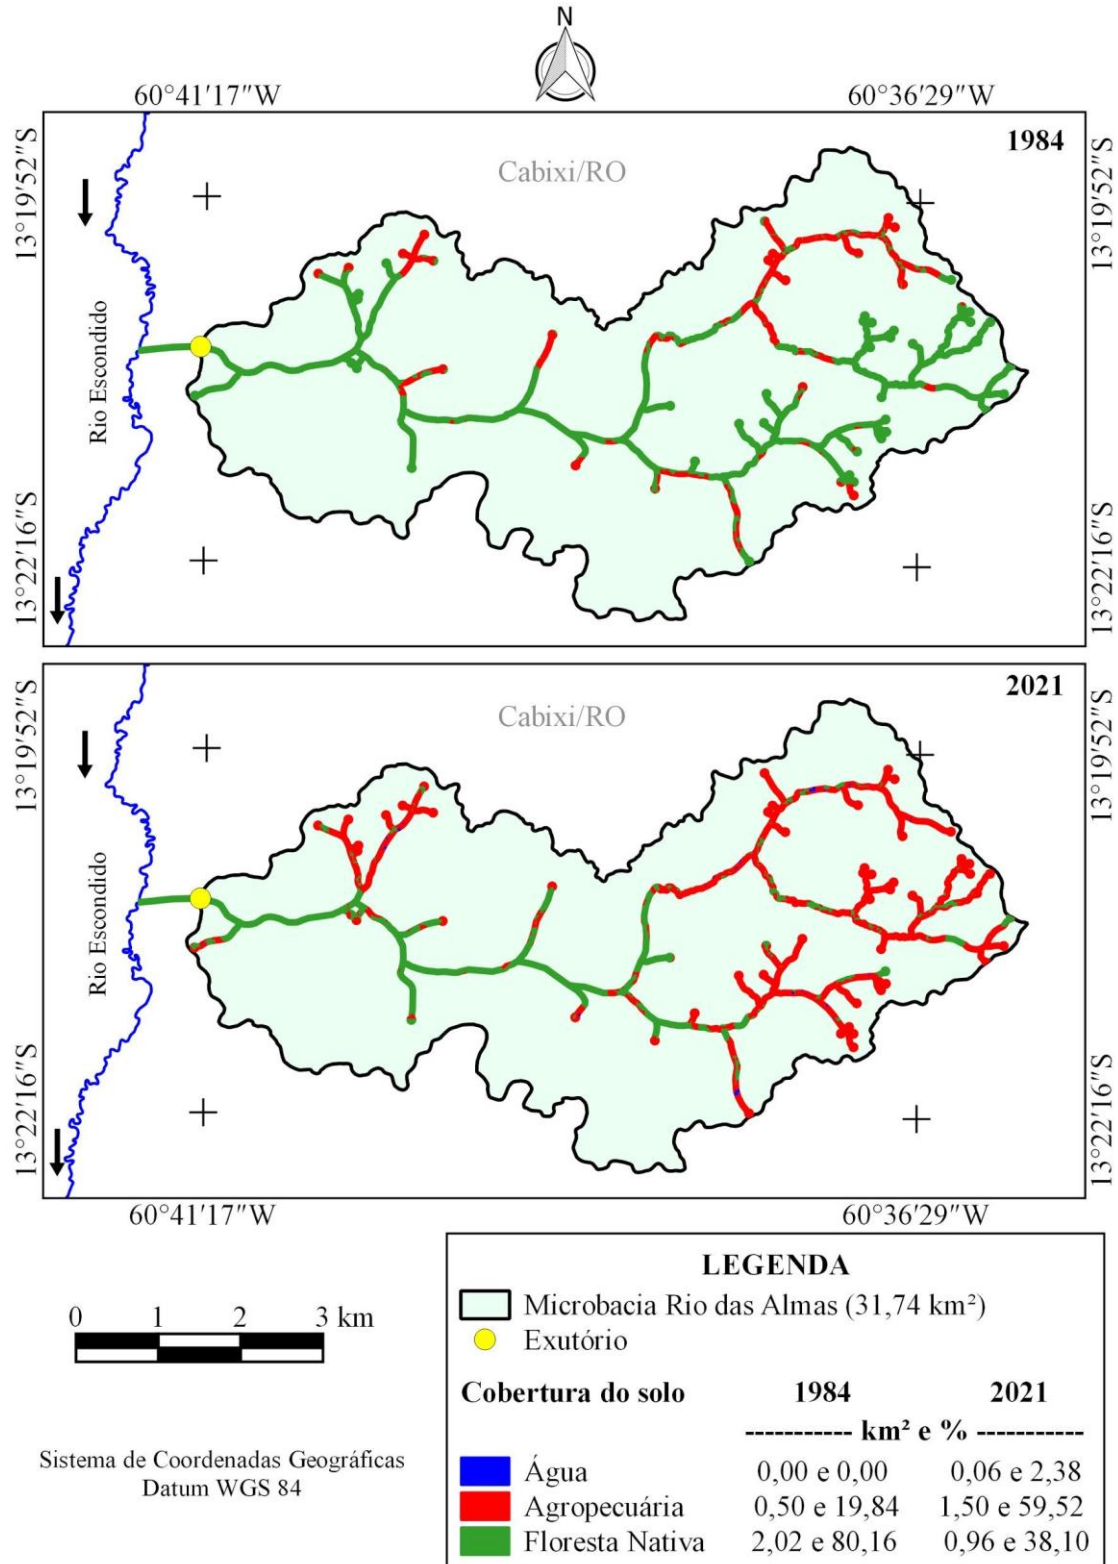 N
60°41'17"W 60°36'29"W
1984
Cabixi/RO
13°19'52"S 13°19'52"S
Rio Escondido
13°22'16"S 13°22'16"S
2021
Cabixi/RO
13°19'52"S 13°19'52"S
Rio Escondido
13°22'16"S 13°22'16"S
60°41'17"W 60°36'29"W
0 1 2 3 km
Sistema de Coordenadas Geográficas
Datum WGS 84
LEGENDA
Microbacia Rio das Almas (31,74 km²)
Exutório
Cobertura do solo 1984 2021
---------- km² e % ----------
Água 0,00 e 0,00 0,06 e 2,38
Agropecuária 0,50 e 19,84 1,50 e 59,52
Floresta Nativa 2,02 e 80,16 0,96 e 38,10